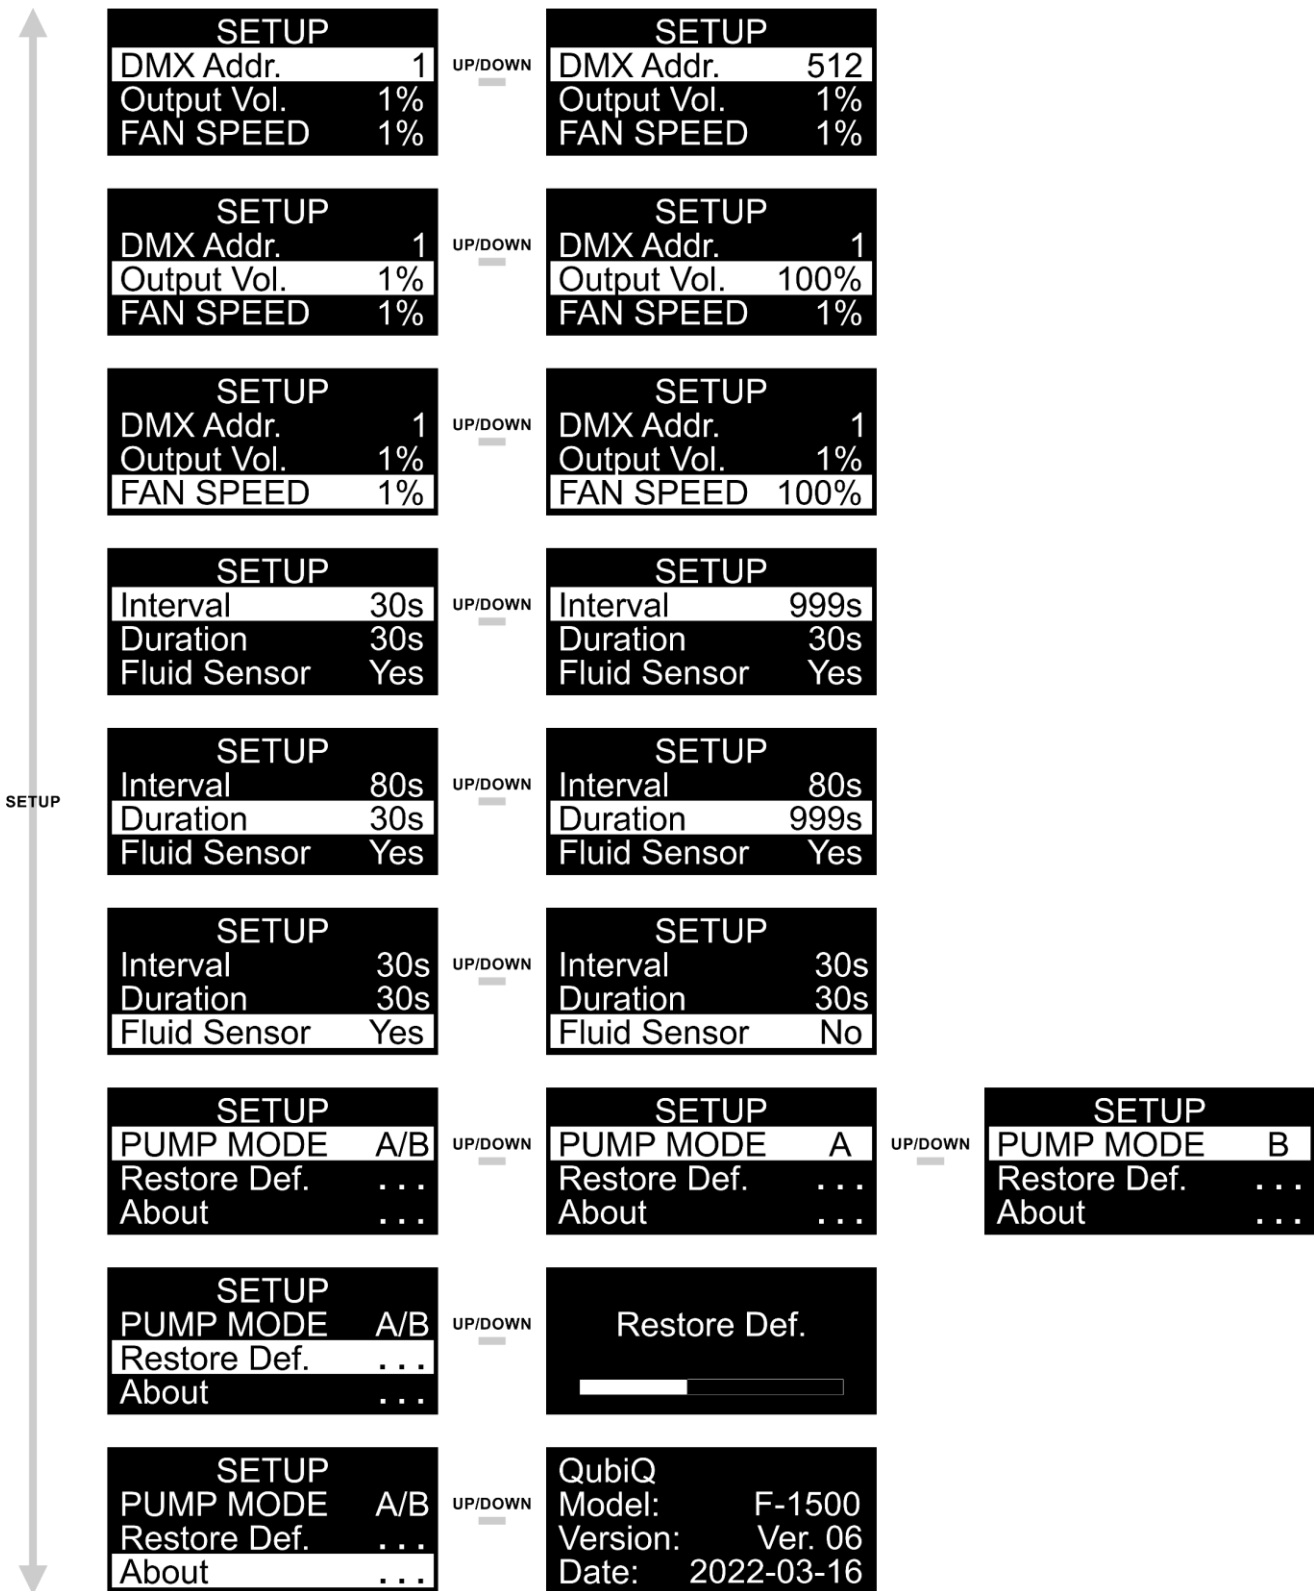 SETUP
DMX Addr. 1
Output Vol. 1%
FAN SPEED 1%
UP/DOWN
SETUP
DMX Addr. 512
Output Vol. 1%
FAN SPEED 1%
SETUP
DMX Addr. 1
Output Vol. 1%
FAN SPEED 1%
UP/DOWN
SETUP
DMX Addr. 1
Output Vol. 100%
FAN SPEED 1%
SETUP
DMX Addr. 1
Output Vol. 1%
FAN SPEED 1%
UP/DOWN
SETUP
DMX Addr. 1
Output Vol. 1%
FAN SPEED 100%
SETUP
Interval 30s
Duration 30s
Fluid Sensor Yes
UP/DOWN
SETUP
Interval 999s
Duration 30s
Fluid Sensor Yes
SETUP
SETUP
Interval 80s
Duration 30s
Fluid Sensor Yes
UP/DOWN
SETUP
Interval 80s
Duration 999s
Fluid Sensor Yes
SETUP
Interval 30s
Duration 30s
Fluid Sensor Yes
UP/DOWN
SETUP
Interval 30s
Duration 30s
Fluid Sensor No
SETUP
PUMP MODE A/B
Restore Def. ...
About ...
UP/DOWN
SETUP
PUMP MODE A
Restore Def. ...
About ...
UP/DOWN
SETUP
PUMP MODE B
Restore Def. ...
About ...
SETUP
PUMP MODE A/B
Restore Def. ...
About ...
UP/DOWN
Restore Def.
SETUP
PUMP MODE A/B
Restore Def. ...
About ...
UP/DOWN
QubiQ
Model: F-1500
Version: Ver. 06
Date: 2022-03-16